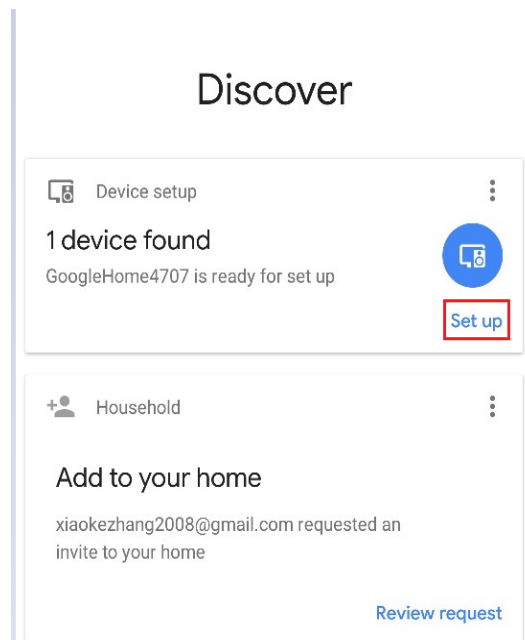 Discover
Device setup
1 device found
GoogleHome4707 is ready for set up
Set up
Household
Add to your home
xiaokezhang2008@gmail.com requested an
invite to your home
Review request